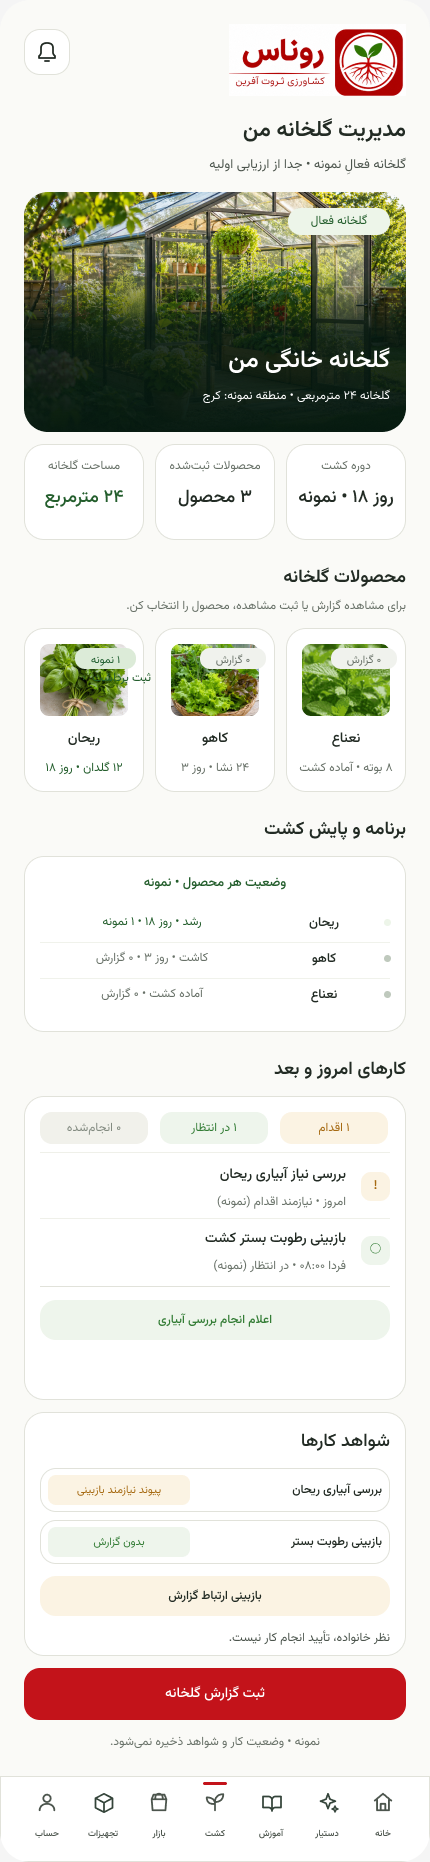 روناس
کشاورزی ثروت آفرین
مدیریت گلخانه من
گلخانه فعالِ نمونه • جدا از ارزیابی اولیه
گلخانه فعال
گلخانه خانگی من
گلخانه ۲۴ مترمربعی • منطقه نمونه: کرج
دوره کشت
روز ۱۸ • نمونه
محصولات ثبت‌شده
۳ محصول
مساحت گلخانه
۲۴ مترمربع
محصولات گلخانه
برای مشاهده گزارش یا ثبت مشاهده، محصول را انتخاب کن.
۰ گزارش
نعناع
۸ بوته • آماده کشت
۰ گزارش
کاهو
۲۴ نشا • روز ۳
۱ نمونه
ثبت
ریحان
۱۲ گلدان • روز ۱۸
برنامه و پایش کشت
وضعیت هر محصول • نمونه
ریحان
رشد • روز ۱۸ • ۱ نمونه
کاهو
کاشت • روز ۳ • ۰ گزارش
نعناع
آماده کشت • ۰ گزارش
کارهای امروز و بعد
۱ اقدام
۱ در انتظار
۰ انجام‌شده
!
بررسی نیاز آبیاری ریحان
امروز • نیازمند اقدام (نمونه)
بازبینی رطوبت بستر کشت
فردا ۰۸:۰۰ • در انتظار (نمونه)
اعلام انجام بررسی آبیاری
شواهد کارها
بررسی آبیاری ریحان
پیوند نیازمند بازبینی
بازبینی رطوبت بستر
بدون گزارش
بازبینی ارتباط گزارش
نظر خانواده، تأیید انجام کار نیست.
ثبت گزارش گلخانه
نمونه • وضعیت کار و شواهد ذخیره نمی‌شود.
خانه
دستیار
آموزش
کشت
بازار
تجهیزات
حساب